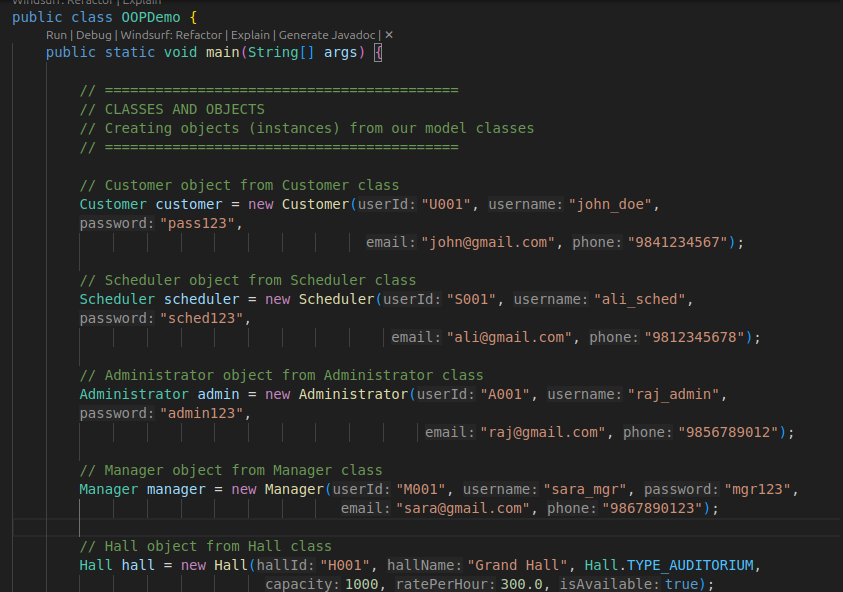 Windsurf: Refactor | Explain
public class OOPDemo {
Run | Debug | Windsurf: Refactor | Explain | Generate Javadoc | ✕
public static void main(String[] args) {
// ==========================================
// CLASSES AND OBJECTS
// Creating objects (instances) from our model classes
// ==========================================
// Customer object from Customer class
Customer customer = new Customer(userId: "U001", username: "john_doe",
password: "pass123",
email: "john@gmail.com", phone: "9841234567");
// Scheduler object from Scheduler class
Scheduler scheduler = new Scheduler(userId: "S001", username: "ali_sched",
password: "sched123",
email: "ali@gmail.com", phone: "9812345678");
// Administrator object from Administrator class
Administrator admin = new Administrator(userId: "A001", username: "raj_admin",
password: "admin123",
email: "raj@gmail.com", phone: "9856789012");
// Manager object from Manager class
Manager manager = new Manager(userId: "M001", username: "sara_mgr", password: "mgr123",
email: "sara@gmail.com", phone: "9867890123");
// Hall object from Hall class
Hall hall = new Hall(hallId: "H001", hallName: "Grand Hall", Hall.TYPE_AUDITORIUM,
capacity: 1000, ratePerHour: 300.0, isAvailable: true);